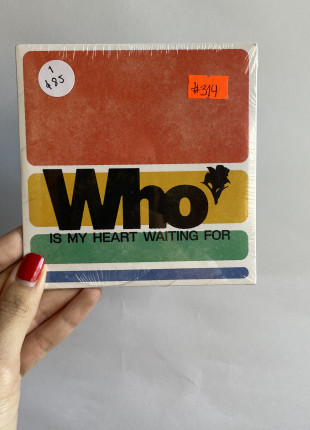 1
$85
#314
Who
IS MY HEART WAITING FOR